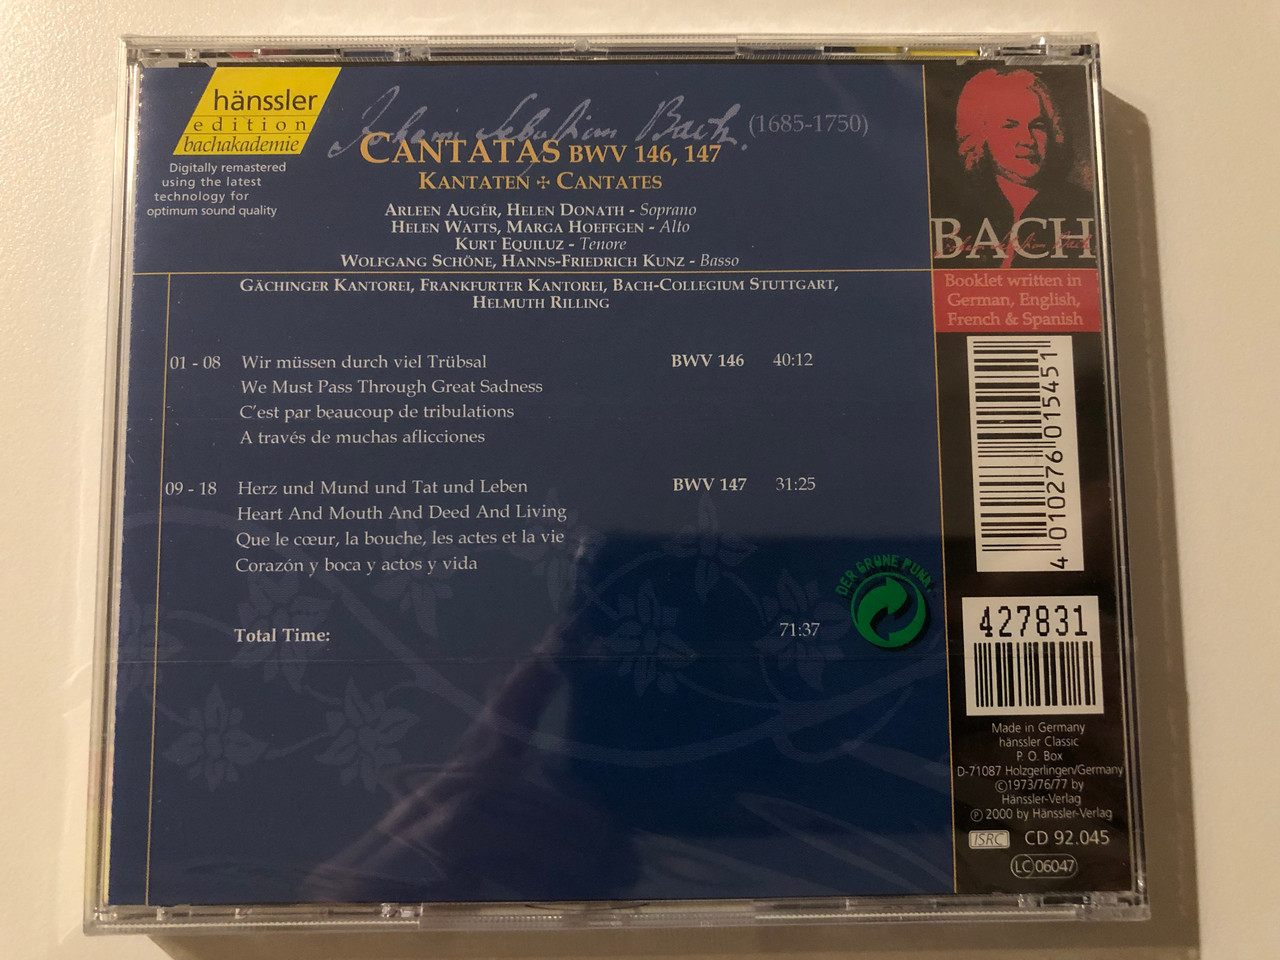 hänssler
edition
bachakademie
Digitally remastered
using the latest
technology for
optimum sound quality
Johann Sebastian Bach. (1685-1750)
CANTATAS BWV 146, 147
KANTATEN ✢ CANTATES
ARLEEN AUGÉR, HELEN DONATH - Soprano
HELEN WATTS, MARGA HOEFFGEN - Alto
KURT EQUILUZ - Tenore
WOLFGANG SCHÖNE, HANNS-FRIEDRICH KUNZ - Basso
GÄCHINGER KANTOREI, FRANKFURTER KANTOREI, BACH-COLLEGIUM STUTTGART,
HELMUTH RILLING
01 - 08 Wir müssen durch viel Trübsal BWV 146 40:12
We Must Pass Through Great Sadness
C'est par beaucoup de tribulations
A través de muchas aflicciones
09 - 18 Herz und Mund und Tat und Leben BWV 147 31:25
Heart And Mouth And Deed And Living
Que le cœur, la bouche, les actes et la vie
Corazón y boca y actos y vida
Total Time: 71:37
DER GRÜNE PUNKT
BACH
Johann Sebastian Bach
Booklet written in
German, English,
French & Spanish
4 010276 015451
427831
Made in Germany
hänssler Classic
P. O. Box
D-71087 Holzgerlingen/Germany
©1973/76/77 by
Hänssler-Verlag
℗ 2000 by Hänssler-Verlag
ISRC CD 92.045
LC 06047